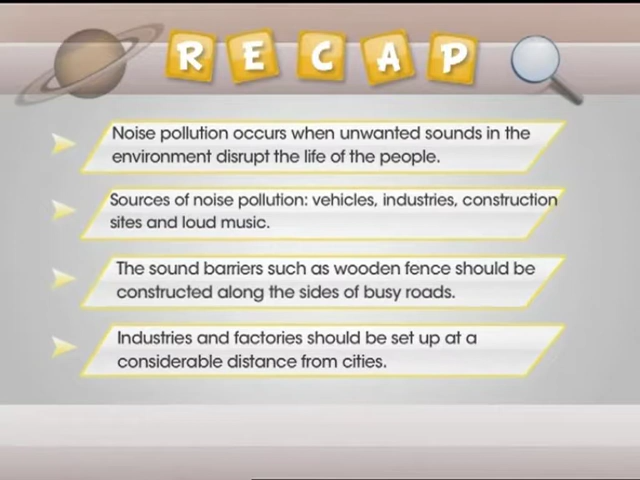 RECAP
Noise pollution occurs when unwanted sounds in the
environment disrupt the life of the people.
Sources of noise pollution: vehicles, industries, construction
sites and loud music.
The sound barriers such as wooden fence should be
constructed along the sides of busy roads.
Industries and factories should be set up at a
considerable distance from cities.